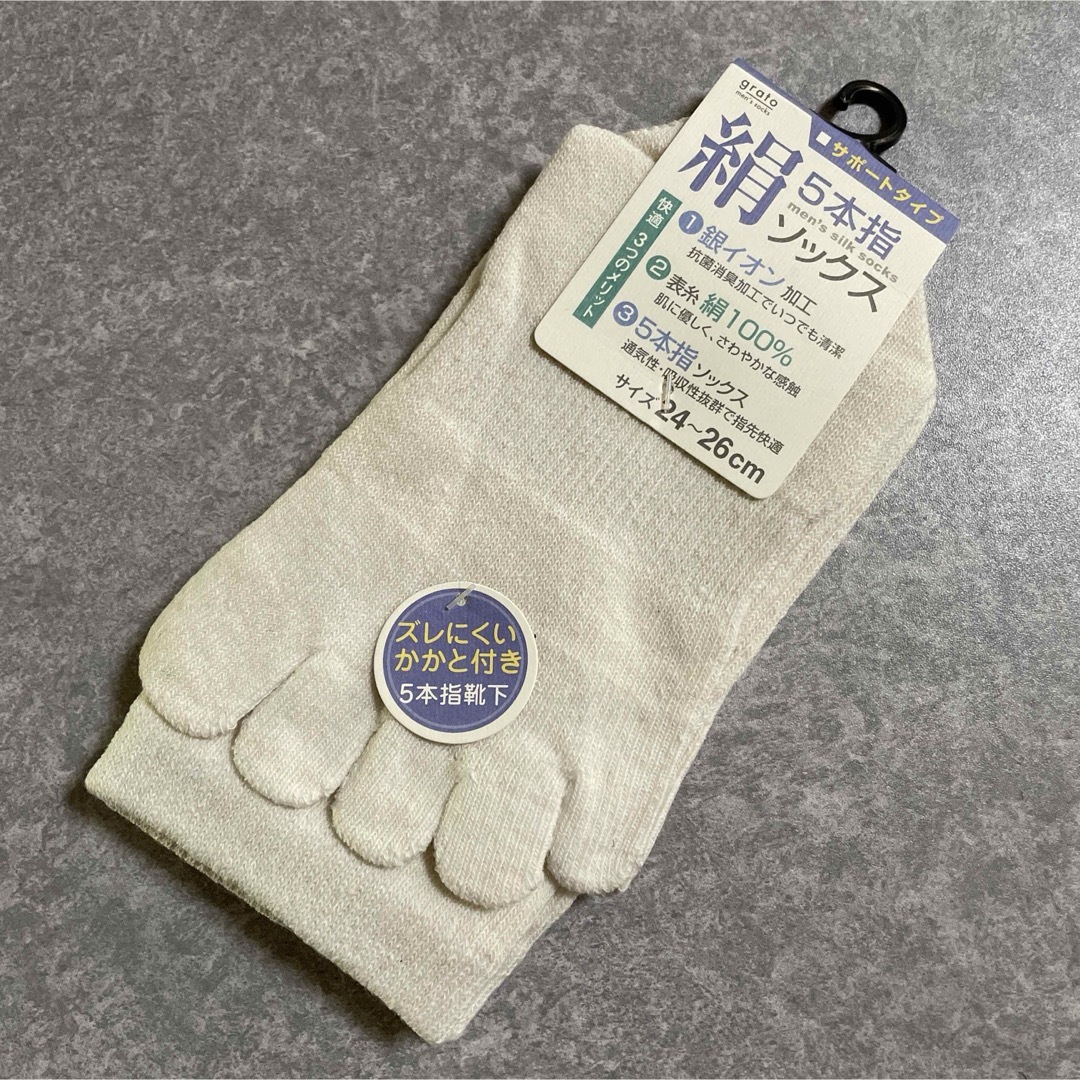 grato
men's socks
■サポートタイプ
絹 5本指
men's silk socks
ソックス
快適 3つのメリット
1 銀イオン加工
抗菌消臭加工でいつでも清潔
2 表糸 絹100%
肌に優しく、さわやかな感触
3 5本指ソックス
通気性・吸収性抜群で指先快適
サイズ 24～26cm
ズレにくい
かかと付き
5本指靴下